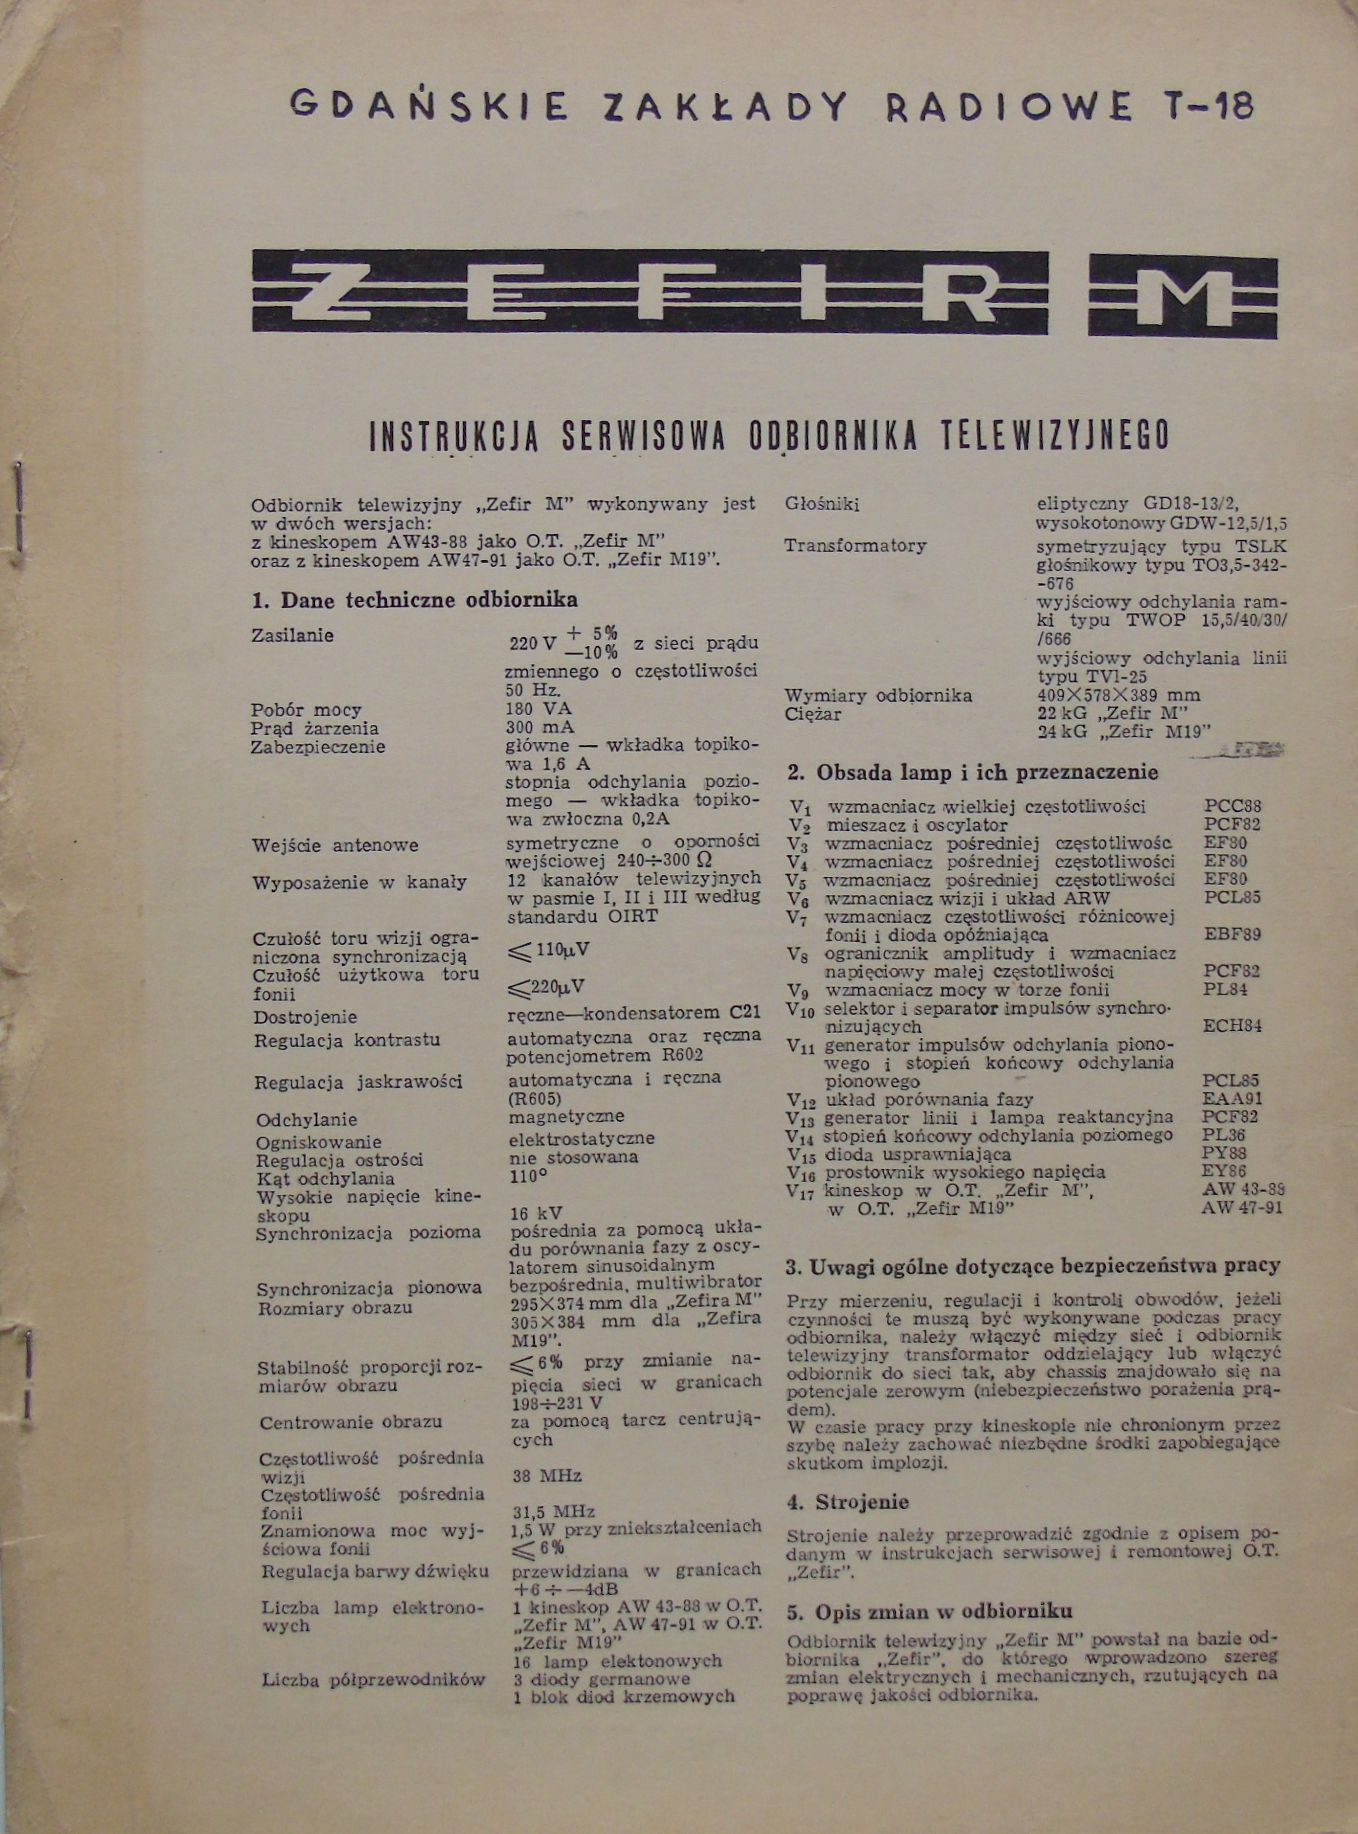 GDAŃSKIE ZAKŁADY RADIOWE T-18
ZEFIR M
INSTRUKCJA SERWISOWA ODBIORNIKA TELEWIZYJNEGO
Odbiornik telewizyjny „Zefir M” wykonywany jest
w dwóch wersjach:
z kineskopem AW43-88 jako O.T. „Zefir M”
oraz z kineskopem AW47-91 jako O.T. „Zefir M19”.
1. Dane techniczne odbiornika
Zasilanie 220 V + 5% —10% z sieci prądu
zmiennego o częstotliwości
50 Hz.
Pobór mocy 180 VA
Prąd żarzenia 300 mA
Zabezpieczenie główne — wkładka topiko-
wa 1,6 A
stopnia odchylania pozio-
mego — wkładka topiko-
wa zwłoczna 0,2A
Wejście antenowe symetryczne o oporności
wejściowej 240÷300 Ω
Wyposażenie w kanały 12 kanałów telewizyjnych
w pasmie I, II i III według
standardu OIRT
Czułość toru wizji ogra-
niczona synchronizacją ≤ 110μV
Czułość użytkowa toru
fonii ≤220μV
Dostrojenie ręczne—kondensatorem C21
Regulacja kontrastu automatyczna oraz ręczna
potencjometrem R602
Regulacja jaskrawości automatyczna i ręczna
(R605)
Odchylanie magnetyczne
Ogniskowanie elektrostatyczne
Regulacja ostrości nie stosowana
Kąt odchylania 110°
Wysokie napięcie kine-
skopu 16 kV
Synchronizacja pozioma pośrednia za pomocą ukła-
du porównania fazy z oscy-
latorem sinusoidalnym
Synchronizacja pionowa bezpośrednia, multiwibrator
Rozmiary obrazu 295×374 mm dla „Zefira M”
305×384 mm dla „Zefira
M19”.
Stabilność proporcji roz-
miarów obrazu ≤ 6% przy zmianie na-
pięcia sieci w granicach
198÷231 V
Centrowanie obrazu za pomocą tarcz centrują-
cych
Częstotliwość pośrednia
wizji 38 MHz
Częstotliwość pośrednia
fonii 31,5 MHz
Znamionowa moc wyj-
ściowa fonii 1,5 W przy zniekształceniach
≤ 6%
Regulacja barwy dźwięku przewidziana w granicach
+6 ÷ —4dB
Liczba lamp elektrono-
wych 1 kineskop AW 43-88 w O.T.
„Zefir M”, AW 47-91 w O.T.
„Zefir M19”
16 lamp elektonowych
Liczba półprzewodników 3 diody germanowe
1 blok diod krzemowych
Głośniki eliptyczny GD18-13/2,
wysokotonowy GDW-12,5/1,5
Transformatory symetryzujący typu TSLK
głośnikowy typu TO3,5-342-
-676
wyjściowy odchylania ram-
ki typu TWOP 15,5/40/30/
/666
wyjściowy odchylania linii
typu TVl-25
Wymiary odbiornika 409×578×389 mm
Ciężar 22 kG „Zefir M”
24 kG „Zefir M19”
2. Obsada lamp i ich przeznaczenie
V1 wzmacniacz wielkiej częstotliwości PCC88
V2 mieszacz i oscylator PCF82
V3 wzmacniacz pośredniej częstotliwośc EF80
V4 wzmacniacz pośredniej częstotliwości EF80
V5 wzmacniacz pośredniej częstotliwości EF80
V6 wzmacniacz wizji i układ ARW PCL85
V7 wzmacniacz częstotliwości różnicowej
fonii i dioda opóźniająca EBF89
V8 ogranicznik amplitudy i wzmacniacz
napięciowy małej częstotliwości PCF82
V9 wzmacniacz mocy w torze fonii PL84
V10 selektor i separator impulsów synchro-
nizujących ECH84
V11 generator impulsów odchylania piono-
wego i stopień końcowy odchylania
pionowego PCL85
V12 układ porównania fazy EAA91
V13 generator linii i lampa reaktancyjna PCF82
V14 stopień końcowy odchylania poziomego PL36
V15 dioda usprawniająca PY88
V16 prostownik wysokiego napięcia EY86
V17 kineskop w O.T. „Zefir M”, AW 43-88
w O.T. „Zefir M19” AW 47-91
3. Uwagi ogólne dotyczące bezpieczeństwa pracy
Przy mierzeniu, regulacji i kontroli obwodów, jeżeli
czynności te muszą być wykonywane podczas pracy
odbiornika, należy włączyć między sieć i odbiornik
telewizyjny transformator oddzielający lub włączyć
odbiornik do sieci tak, aby chassis znajdowało się na
potencjale zerowym (niebezpieczeństwo porażenia prą-
dem).
W czasie pracy przy kineskopie nie chronionym przez
szybę należy zachować niezbędne środki zapobiegające
skutkom implozji.
4. Strojenie
Strojenie należy przeprowadzić zgodnie z opisem po-
danym w instrukcjach serwisowej i remontowej O.T.
„Zefir”.
5. Opis zmian w odbiorniku
Odbiornik telewizyjny „Zefir M” powstał na bazie od-
biornika „Zefir”, do którego wprowadzono szereg
zmian elektrycznych i mechanicznych, rzutujących na
poprawę jakości odbiornika.